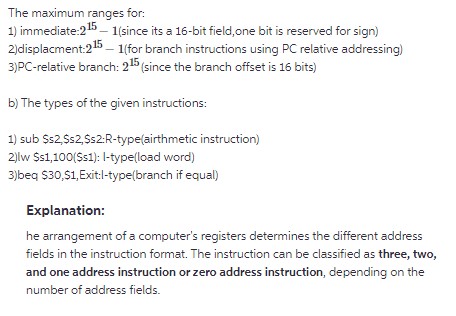 The maximum ranges for:
1) immediate:2^15 – 1(since its a 16-bit field,one bit is reserved for sign)
2)displacment:2^15 – 1(for branch instructions using PC relative addressing)
3)PC-relative branch: 2^15 (since the branch offset is 16 bits)
b) The types of the given instructions:
1) sub $s2,$s2,$s2:R-type(airthmetic instruction)
2)lw $s1,100($s1): I-type(load word)
3)beq $30,$1,Exit:I-type(branch if equal)
Explanation:
he arrangement of a computer's registers determines the different address
fields in the instruction format. The instruction can be classified as three, two,
and one address instruction or zero address instruction, depending on the
number of address fields.